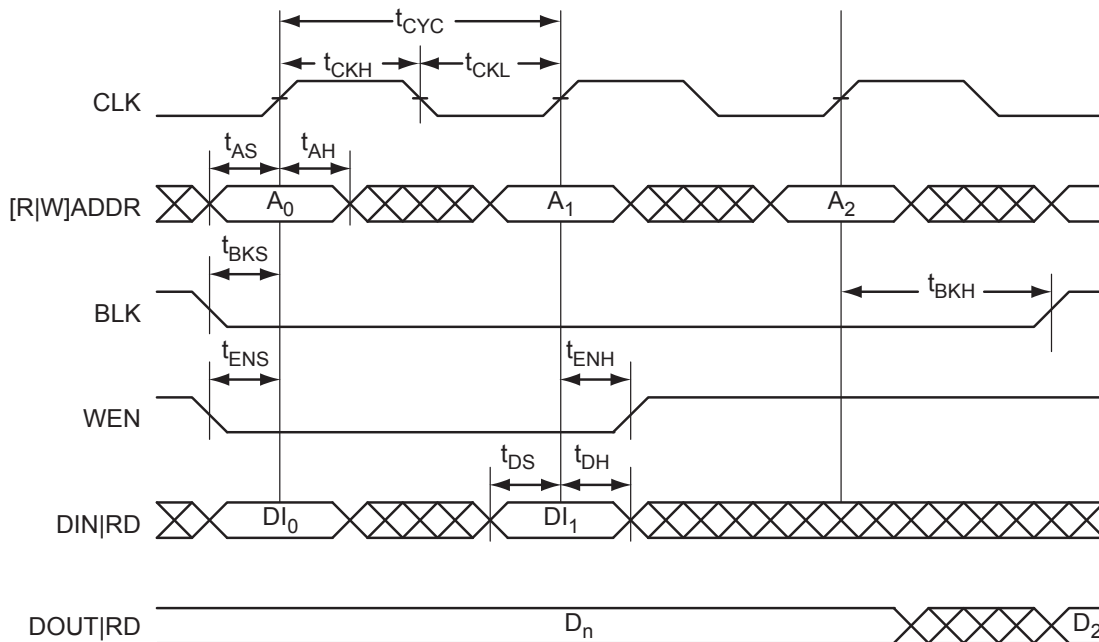 tCYC
tCKH tCKL
CLK
tAS tAH
[R|W]ADDR A0 A1 A2
tBKS
BLK tBKH
tENS tENH
WEN
tDS tDH
DIN|RD DI0 DI1
DOUT|RD Dn D2